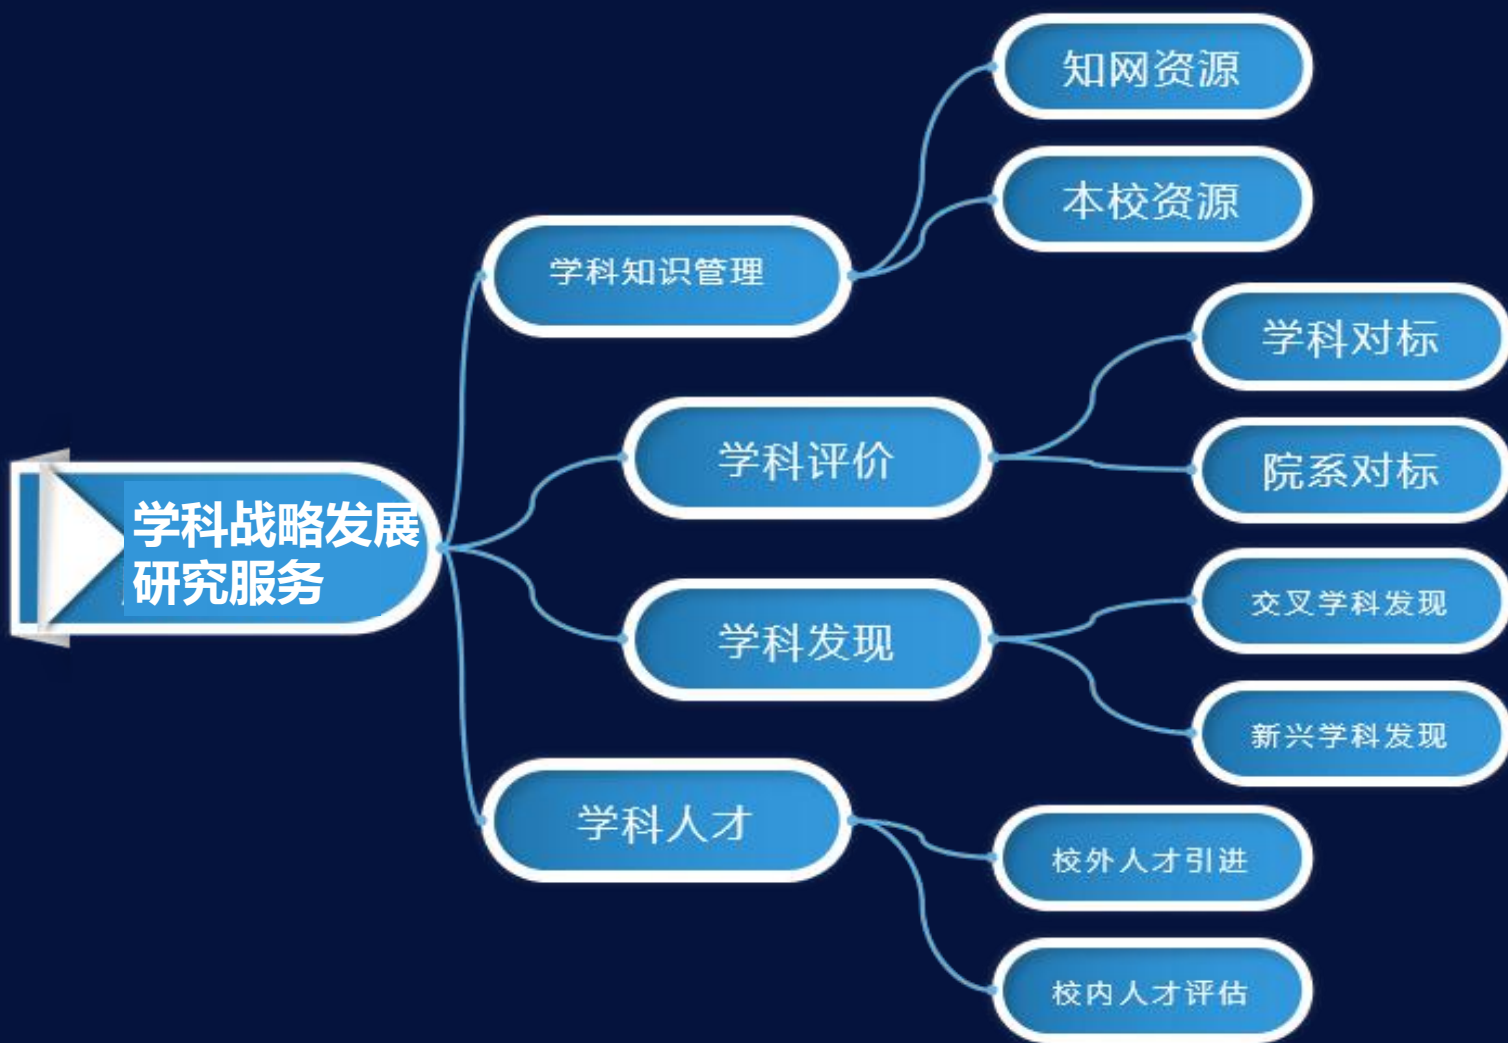 知网资源
本校资源
学科知识管理
学科对标
学科评价
院系对标
学科战略发展
研究服务
交叉学科发现
学科发现
新兴学科发现
学科人才
校外人才引进
校内人才评估